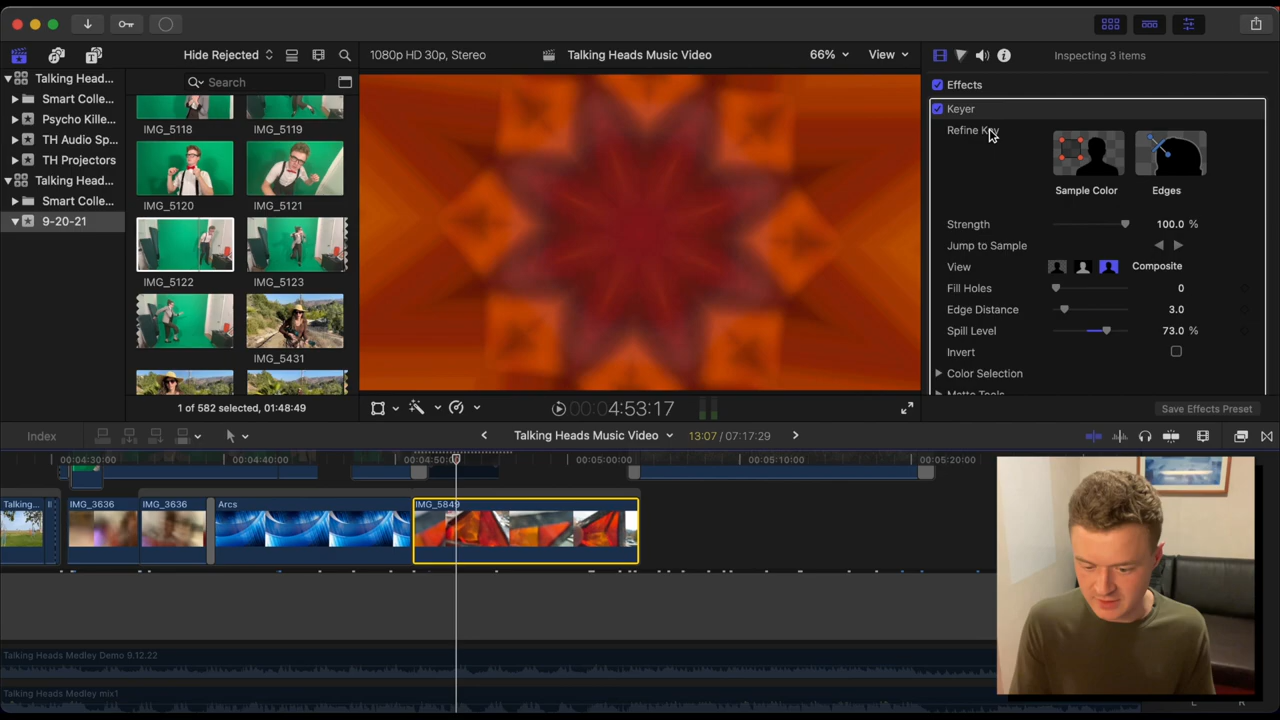 Hide Rejected
1080p HD 30p, Stereo
Talking Heads Music Video
66%
View
Inspecting 3 items
Talking Head...
Smart Colle...
Psycho Kille...
TH Audio Sp...
TH Projectors
Talking Head...
Smart Colle...
9-20-21
Search
IMG_5118
IMG_5119
IMG_5120
IMG_5121
IMG_5122
IMG_5123
IMG_5431
1 of 582 selected, 01:48:49
00:04:53:17
Effects
Keyer
Refine Key
Sample Color
Edges
Strength
100.0 %
Jump to Sample
View
Composite
Fill Holes
0
Edge Distance
3.0
Spill Level
73.0 %
Invert
Color Selection
Matte Tools
Save Effects Preset
Index
Talking Heads Music Video
13:07 / 07:17:29
00:04:30:00
00:04:40:00
00:04:50:00
00:05:00:00
00:05:10:00
00:05:20:00
Talking...
IMG_3636
IMG_3636
Arcs
IMG_5849
Talking Heads Medley Demo 9.12.22
Talking Heads Medley mix1
L
R